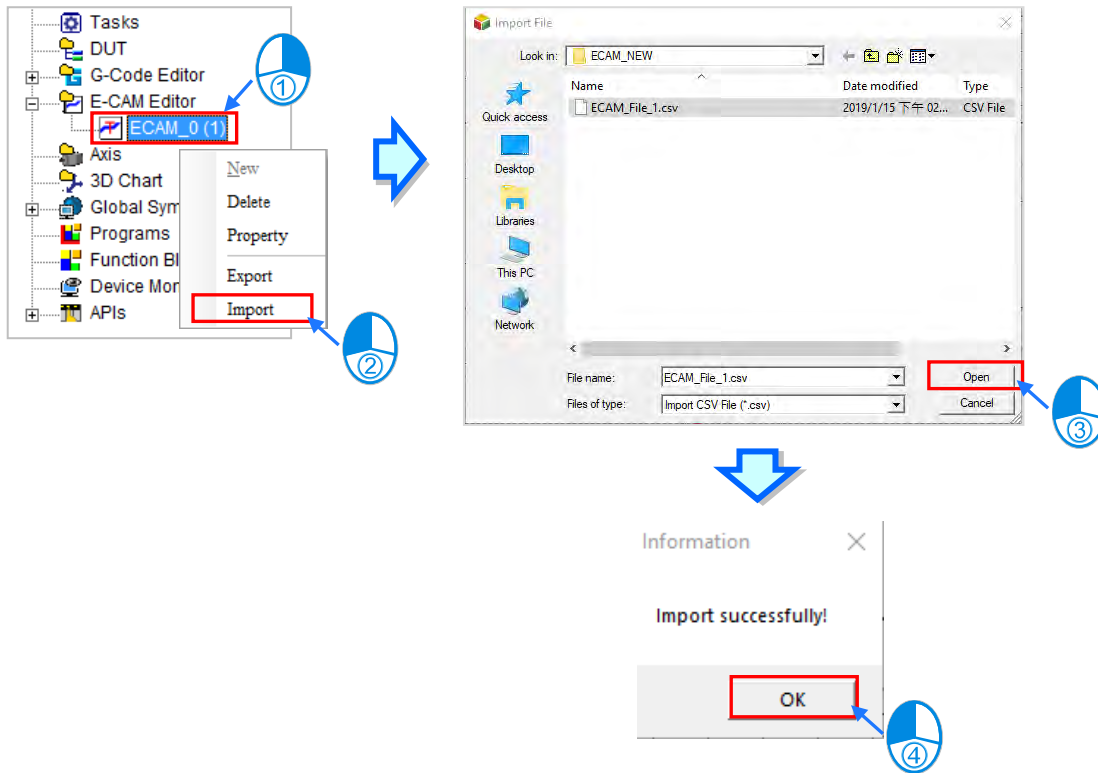 Tasks
DUT
G-Code Editor
E-CAM Editor
ECAM_0 (1)
Axis
3D Chart
Global Sym
Programs
Function Bl
Device Mor
APIs
①
New
Delete
Property
Export
Import
②
Import File
Look in:
ECAM_NEW
Name
Date modified
Type
ECAM_File_1.csv
2019/1/15 下午 02...
CSV File
Quick access
Desktop
Libraries
This PC
Network
File name:
ECAM_File_1.csv
Open
Files of type:
Import CSV File (*.csv)
Cancel
③
Information
Import successfully!
OK
④